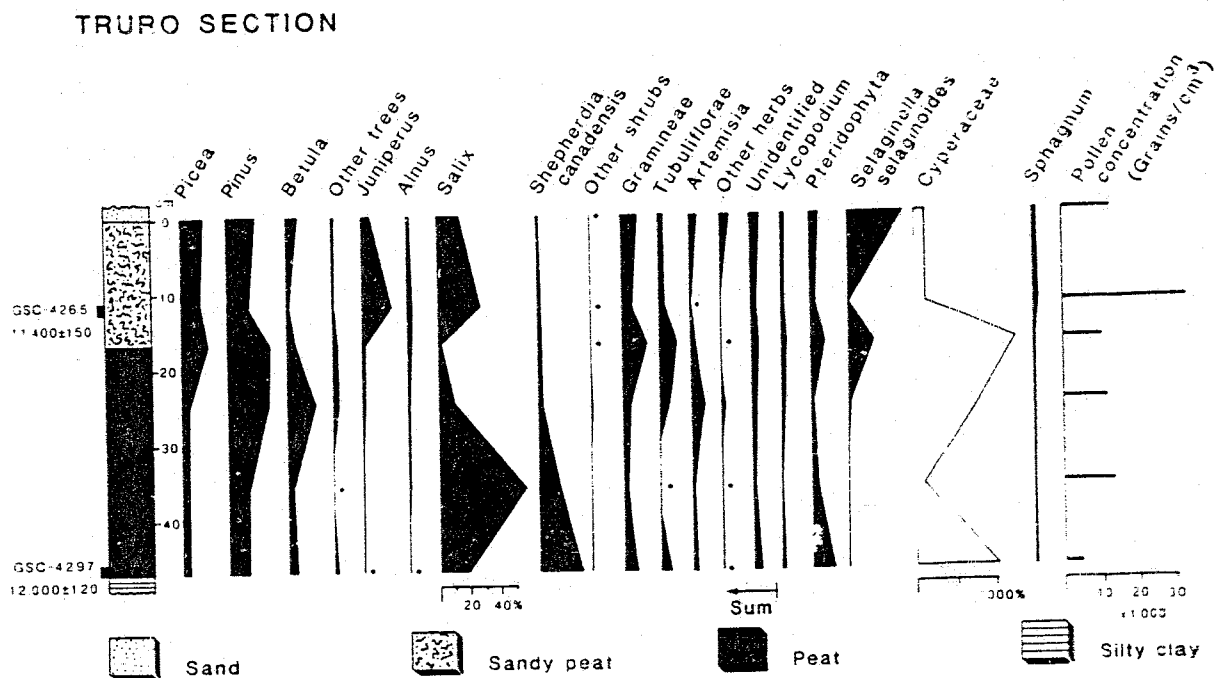 TRURO SECTION
Picea
Pinus
Betula
Other trees
Juniperus
Alnus
Salix
Shepherdia
canadensis
Other shrubs
Gramineae
Tubuliflorae
Artemisia
Other herbs
Unidentified
Lycopodium
Pteridophyta
Selaginella
selaginoides
Cyperaceae
Sphagnum
Pollen
concentration
(Grains/cm³)
cm
0
10
20
30
40
GSC-4265
11,400±150
GSC-4297
12,000±120
20 40%
Sum
10 20 30
x1,000
Sand
Sandy peat
Peat
Silty clay